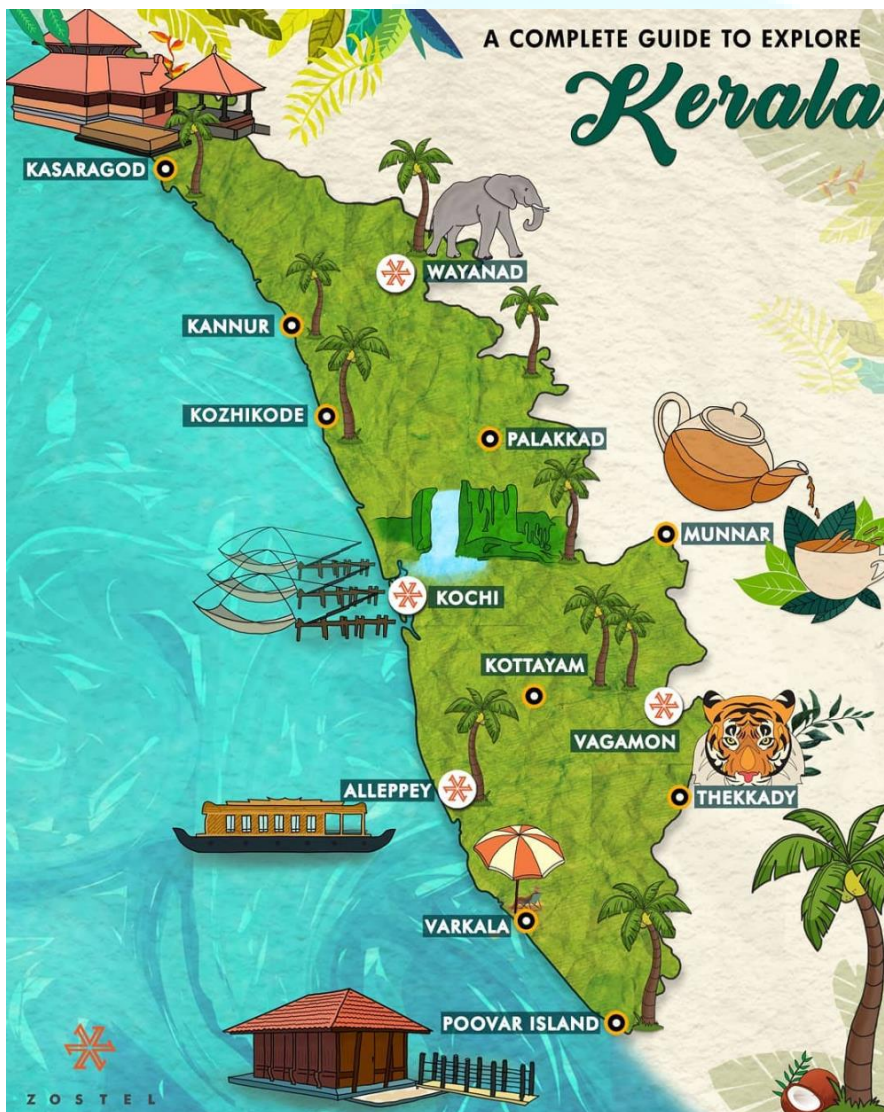 A COMPLETE GUIDE TO EXPLORE
Kerala
KASARAGOD
WAYANAD
KANNUR
KOZHIKODE
PALAKKAD
MUNNAR
KOCHI
KOTTAYAM
VAGAMON
ALLEPPEY
THEKKADY
VARKALA
POOVAR ISLAND
ZOSTEL